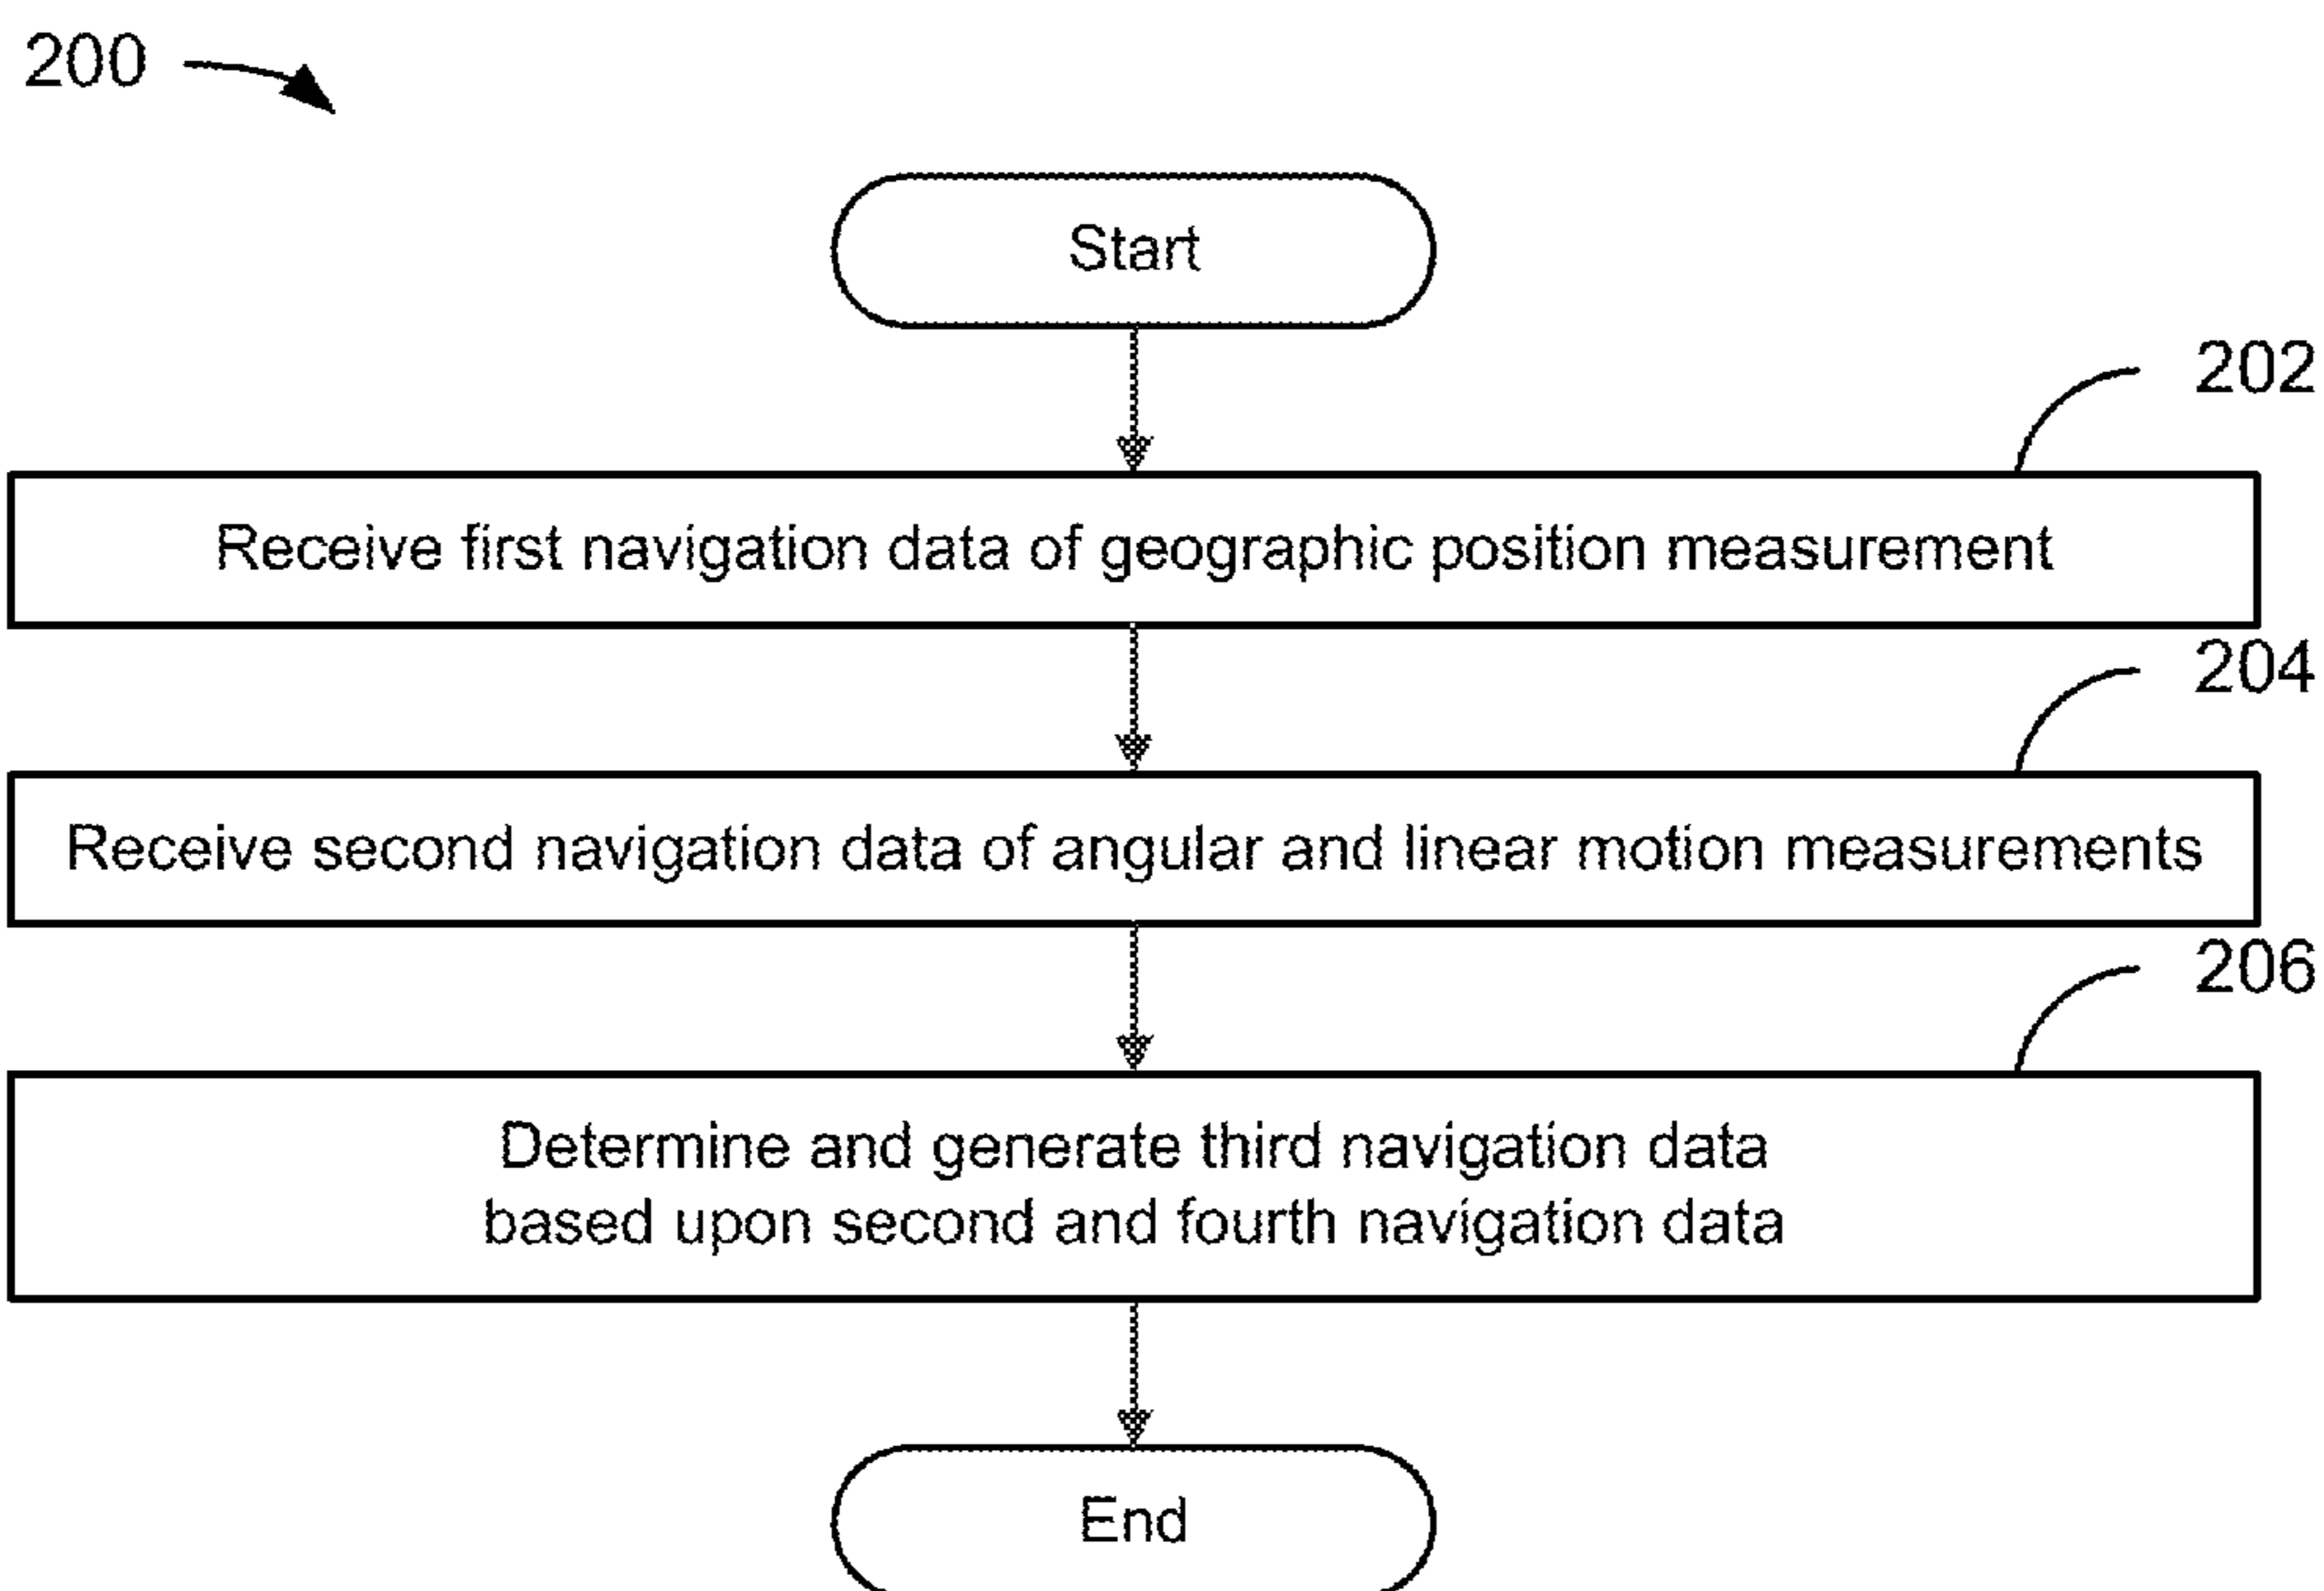 200
Start
202
Receive first navigation data of geographic position measurement
204
Receive second navigation data of angular and linear motion measurements
206
Determine and generate third navigation data
based upon second and fourth navigation data
End